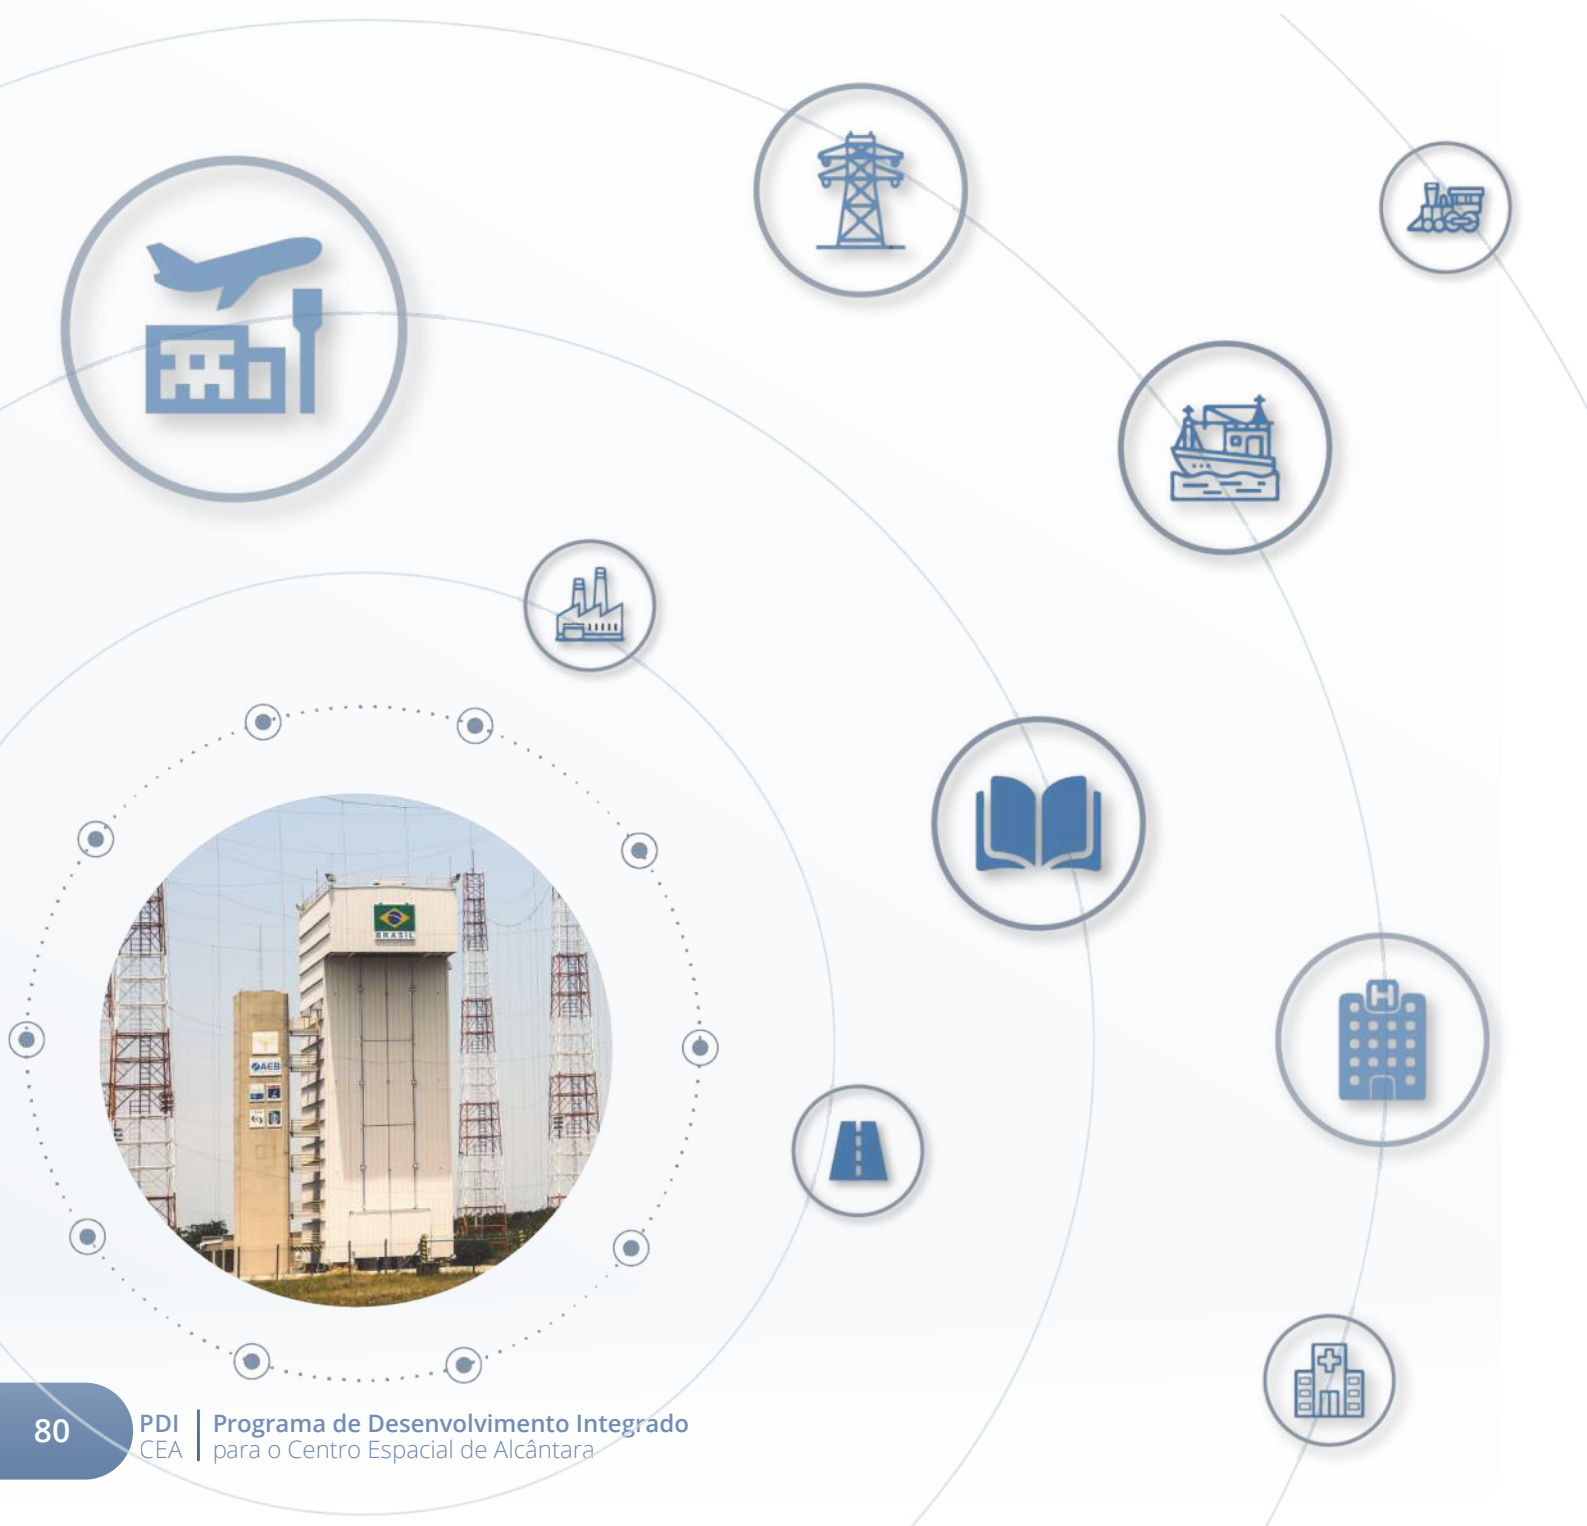 BRASIL
AEB
H
80
PDI
CEA
Programa de Desenvolvimento Integrado
para o Centro Espacial de Alcântara